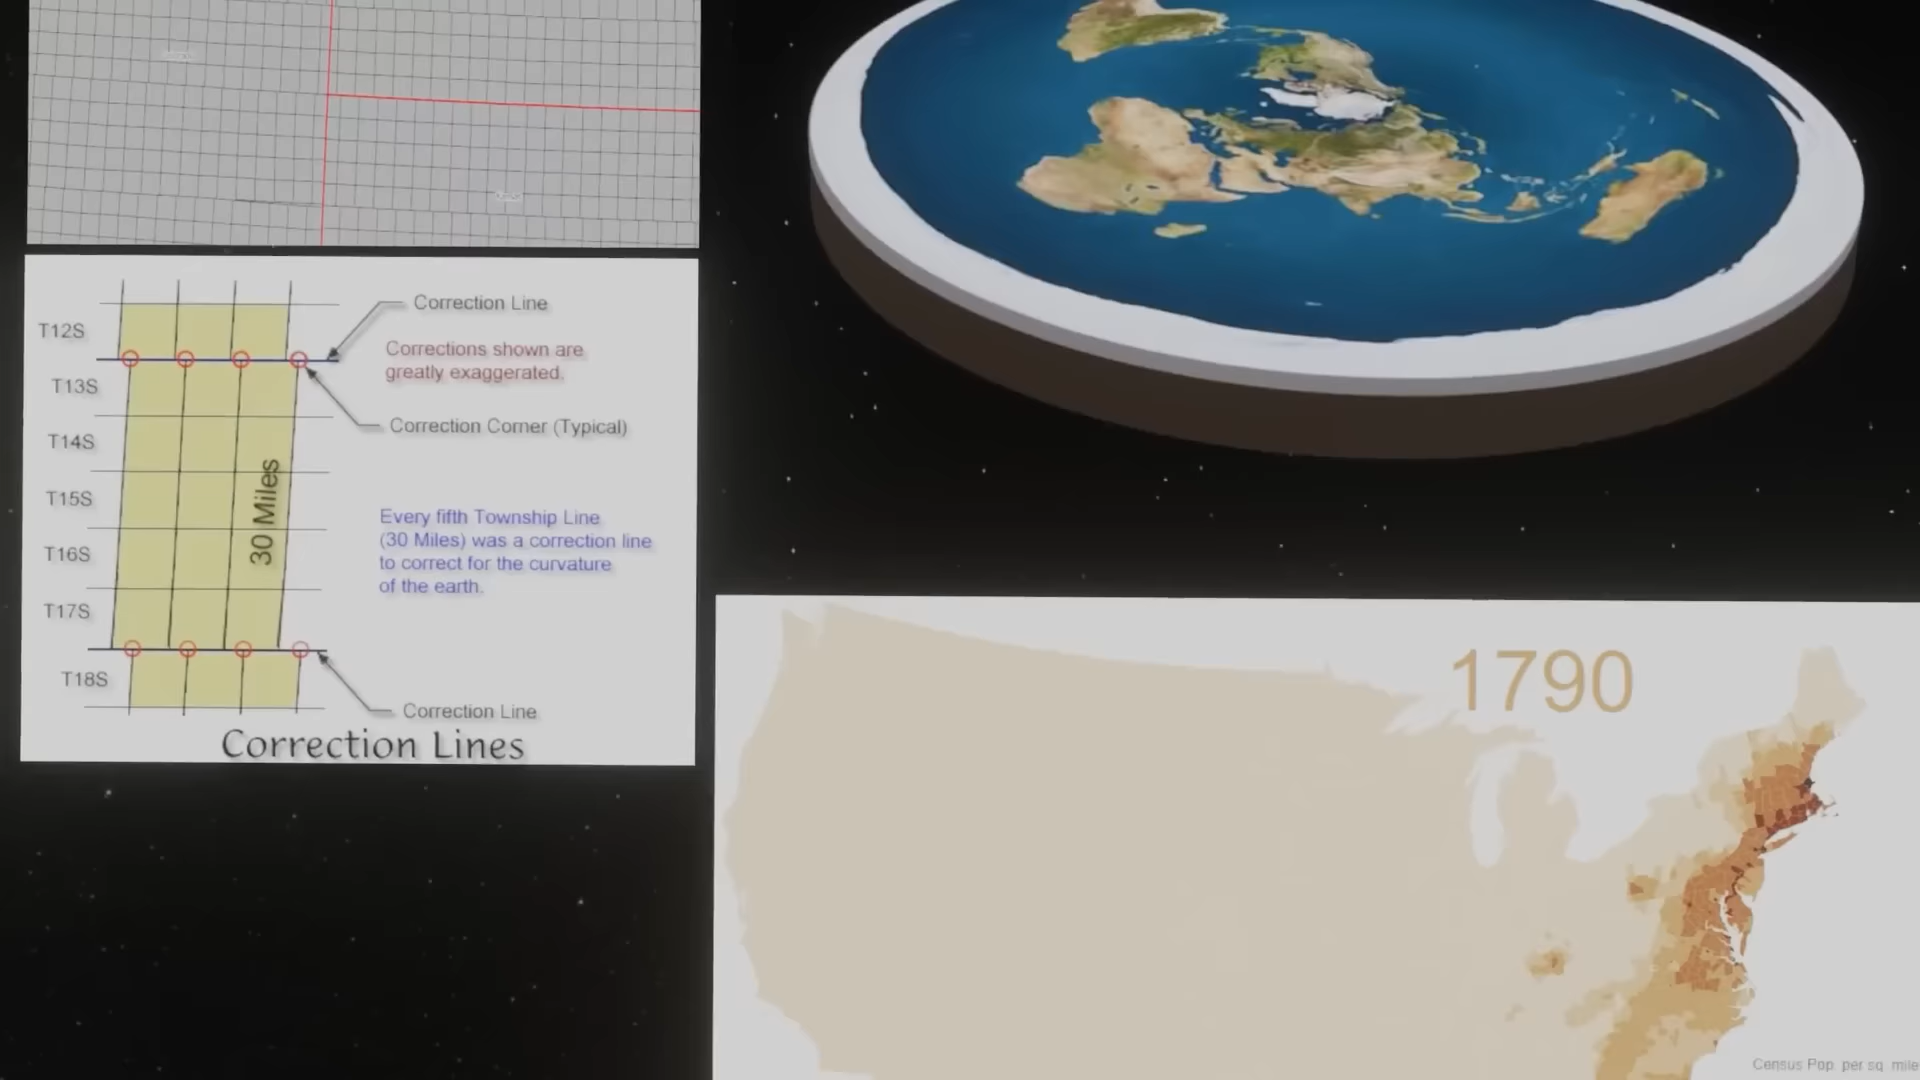 Correction Line
T12S
Corrections shown are
greatly exaggerated.
T13S
Correction Corner (Typical)
T14S
30 Miles
T15S
Every fifth Township Line
(30 Miles) was a correction line
to correct for the curvature
of the earth.
T16S
T17S
T18S
Correction Line
Correction Lines
1790
Census Pop. per sq. mile